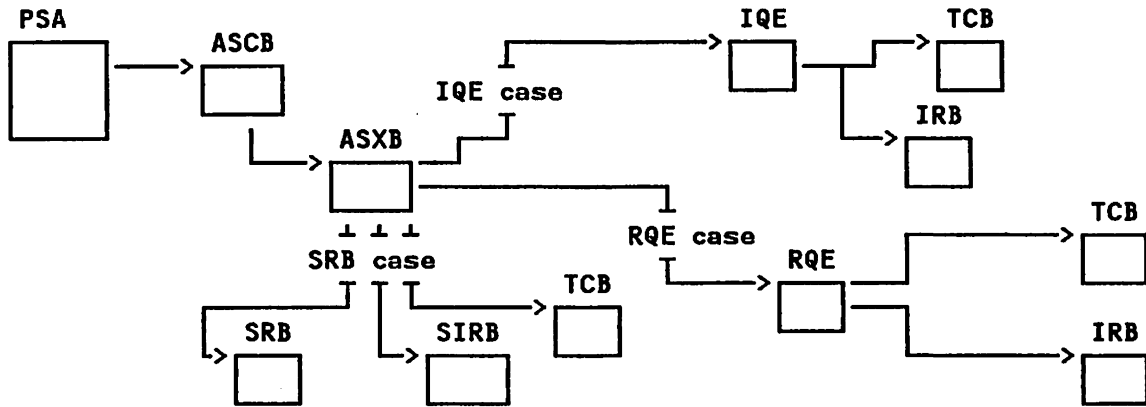 PSA
ASCB
IQE
TCB
IQE case
IRB
ASXB
TCB
RQE case
RQE
SRB case
TCB
SRB
SIRB
IRB